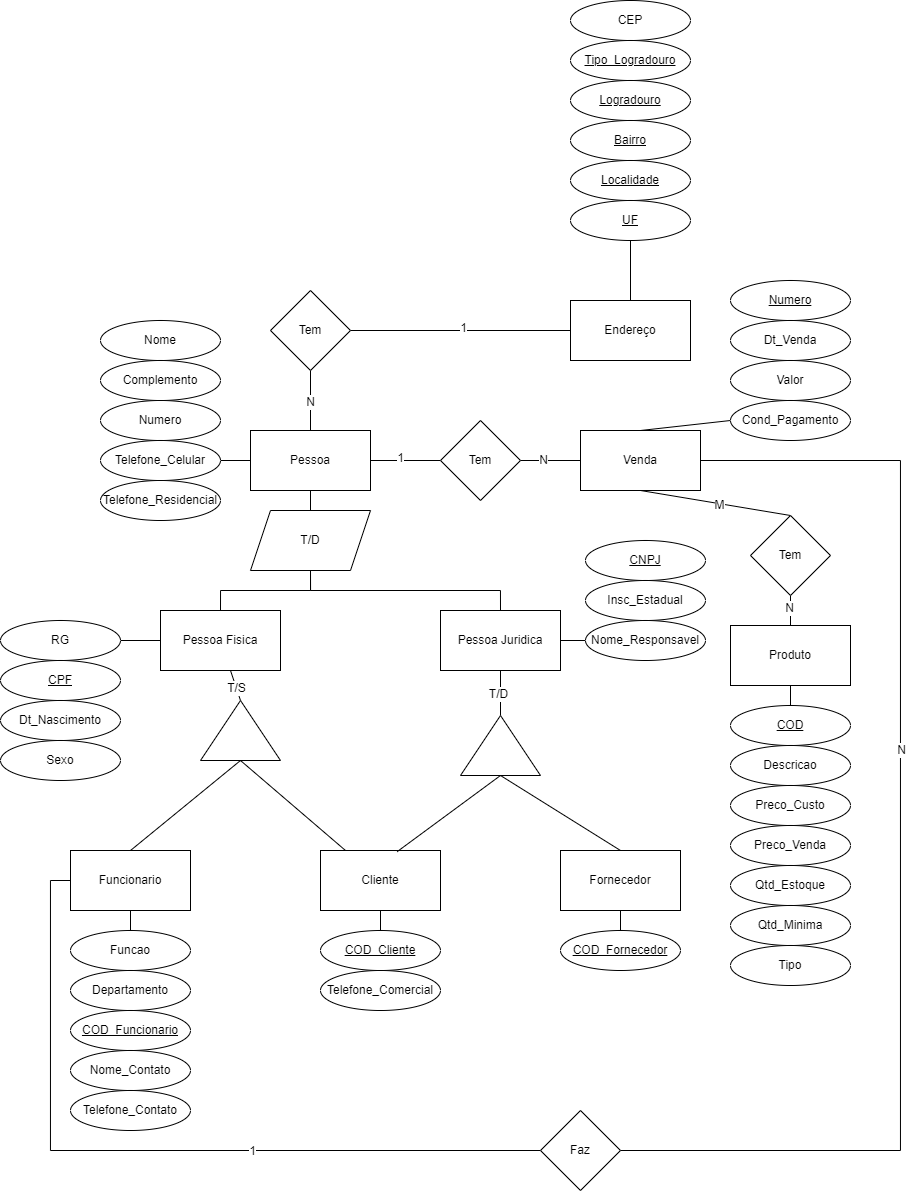 CEP
Tipo_Logradouro
Logradouro
Bairro
Localidade
UF
Endereço
Tem
1
N
Nome
Complemento
Numero
Telefone_Celular
Telefone_Residencial
Pessoa
1
Tem
N
Venda
Numero
Dt_Venda
Valor
Cond_Pagamento
M
Tem
N
Produto
COD
Descricao
Preco_Custo
Preco_Venda
Qtd_Estoque
Qtd_Minima
Tipo
T/D
Pessoa Fisica
Pessoa Juridica
CNPJ
Insc_Estadual
Nome_Responsavel
RG
CPF
Dt_Nascimento
Sexo
T/S
T/D
Funcionario
Cliente
Fornecedor
Funcao
Departamento
COD_Funcionario
Nome_Contato
Telefone_Contato
COD_Cliente
Telefone_Comercial
COD_Fornecedor
N
1
Faz